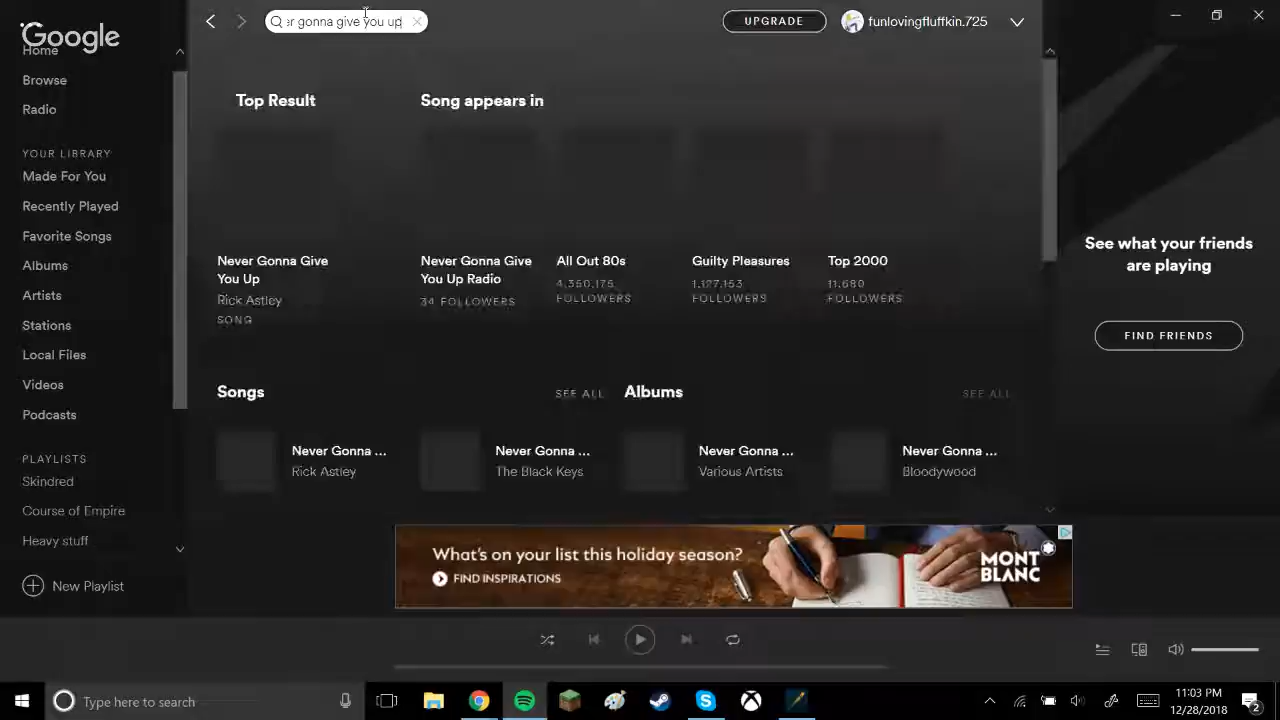 Google
er gonna give you up
UPGRADE
funlovingfluffkin.725
Home
Browse
Radio
YOUR LIBRARY
Made For You
Recently Played
Favorite Songs
Albums
Artists
Stations
Local Files
Videos
Podcasts
PLAYLISTS
Skindred
Course of Empire
Heavy stuff
New Playlist
Top Result
Never Gonna Give
You Up
Rick Astley
SONG
Song appears in
Never Gonna Give
You Up Radio
34 FOLLOWERS
All Out 80s
4,350,175
FOLLOWERS
Guilty Pleasures
1,127,153
FOLLOWERS
Top 2000
11,680
FOLLOWERS
Songs
SEE ALL
Never Gonna ...
Rick Astley
Never Gonna ...
The Black Keys
Albums
SEE ALL
Never Gonna ...
Various Artists
Never Gonna ...
Bloodywood
See what your friends
are playing
FIND FRIENDS
What's on your list this holiday season?
FIND INSPIRATIONS
MONT
BLANC
Type here to search
11:03 PM
12/28/2018
2